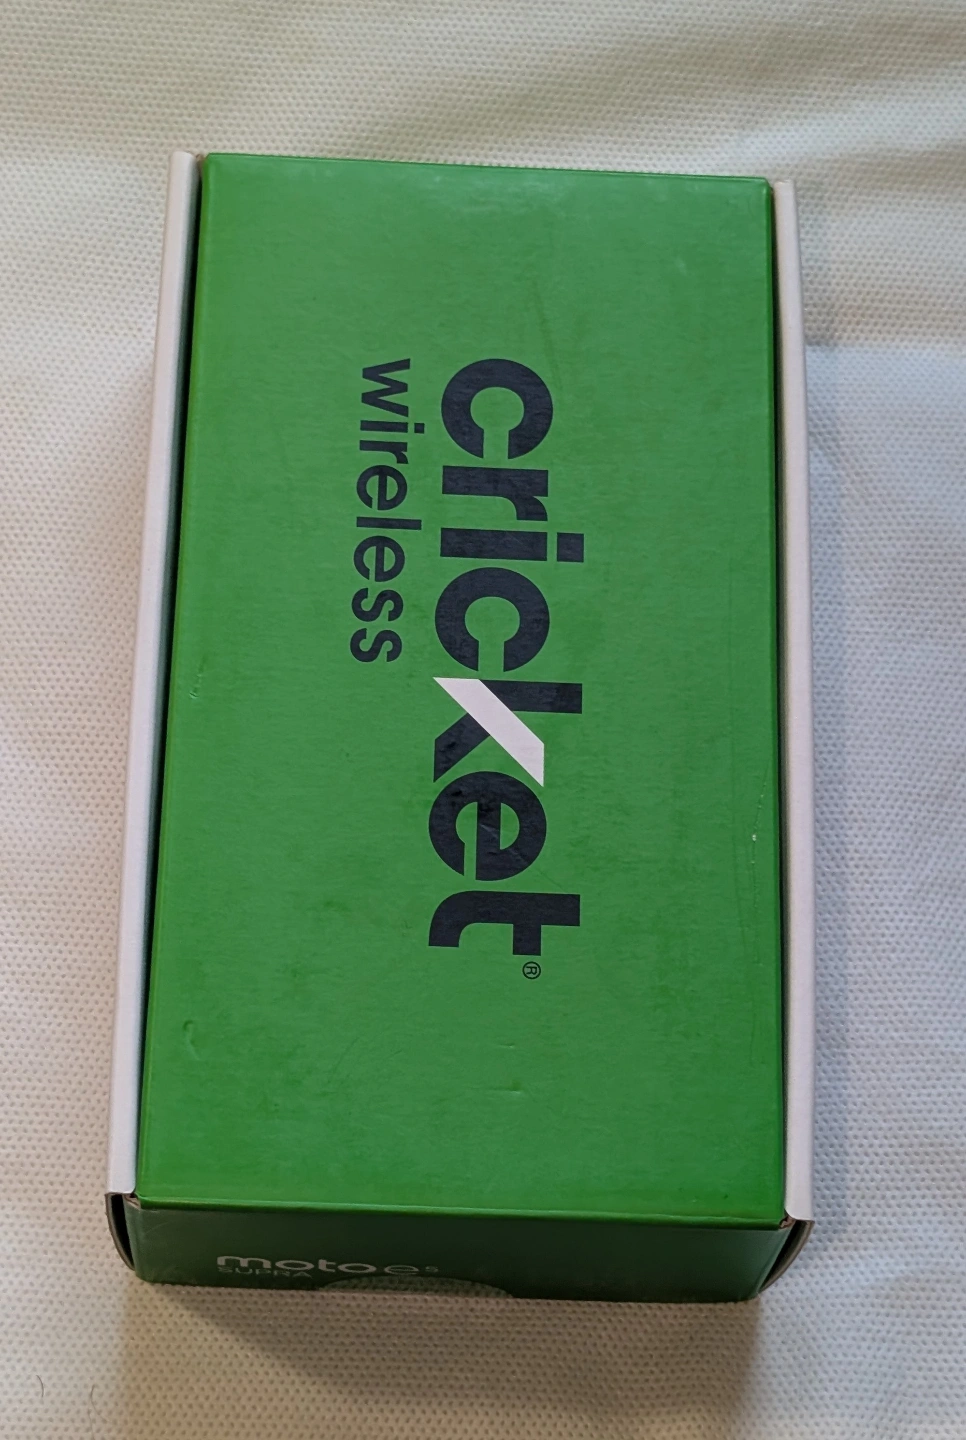 cricket®
wireless
moto e⁵
SUPRA